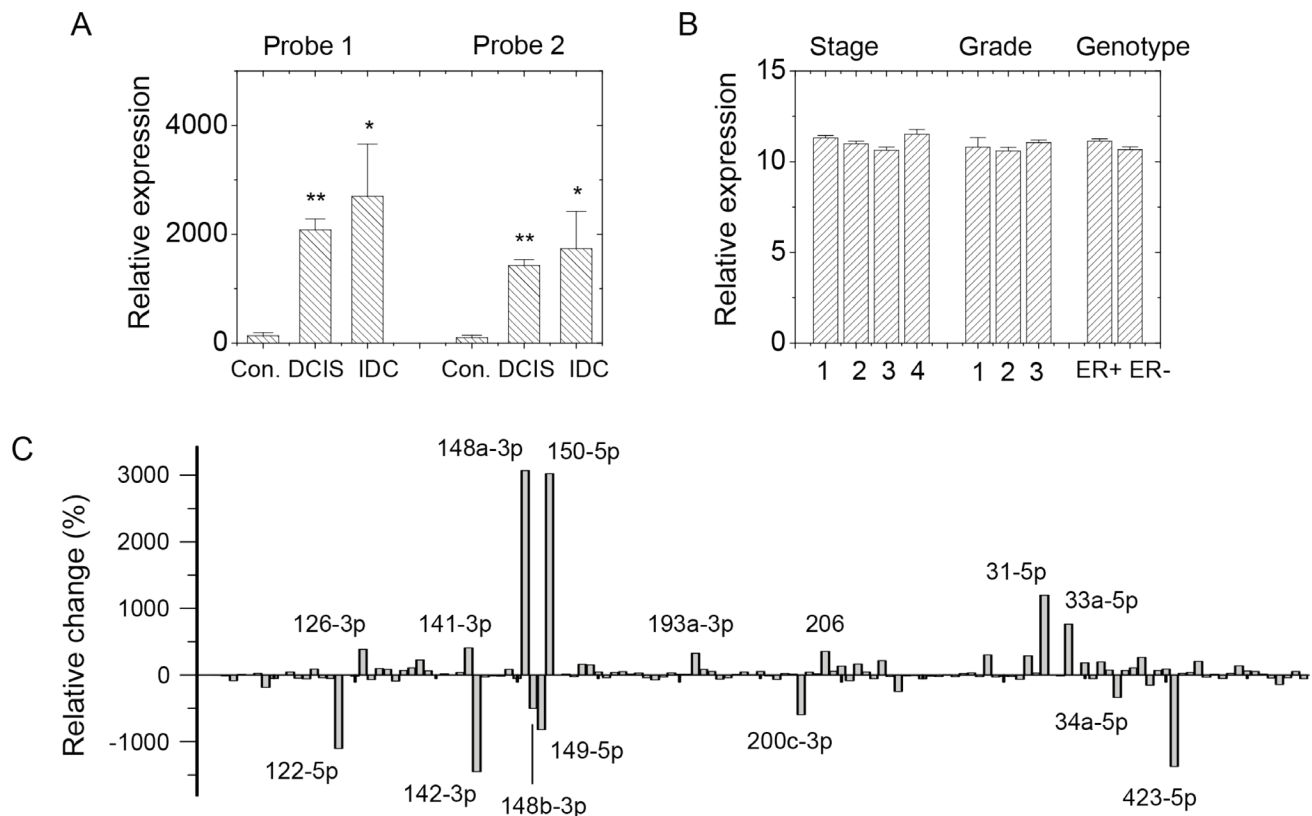 A
Probe 1 Probe 2
Relative expression
4000
2000
0
* *
** **
Con. DCIS IDC Con. DCIS IDC
B
Stage Grade Genotype
Relative expression
15
10
5
0
1 2 3 4 1 2 3 ER+ ER-
C
Relative change (%)
3000
2000
1000
0
-1000
148a-3p 150-5p
31-5p
33a-5p
126-3p 141-3p 193a-3p 206
34a-5p
200c-3p
149-5p
122-5p
142-3p
148b-3p
423-5p